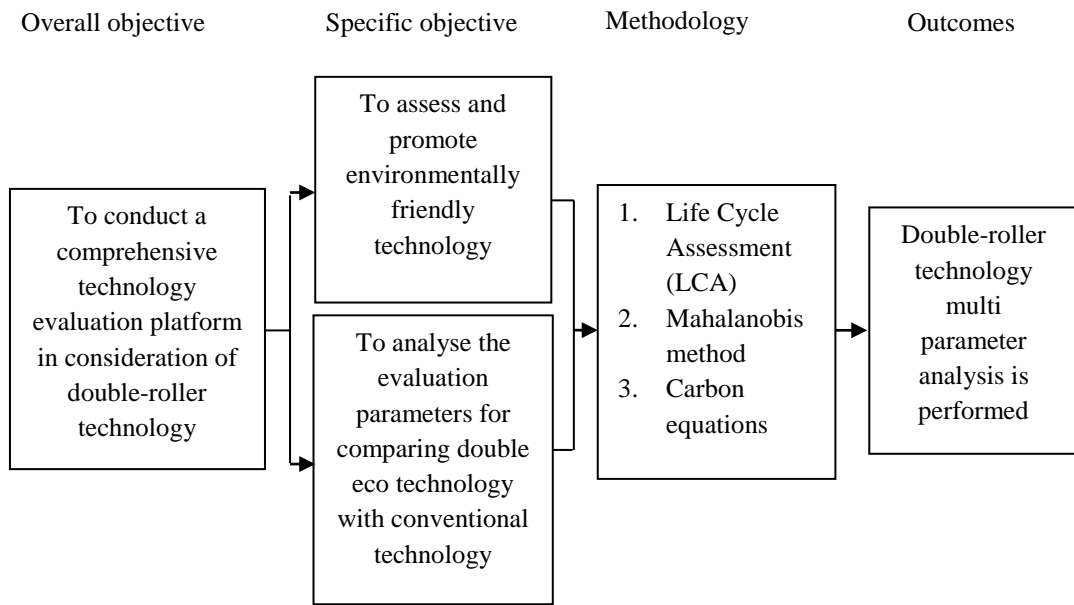 Overall objective
Specific objective
Methodology
Outcomes
To conduct a
comprehensive
technology
evaluation platform
in consideration of
double-roller
technology
To assess and
promote
environmentally
friendly
technology
To analyse the
evaluation
parameters for
comparing double
eco technology
with conventional
technology
1. Life Cycle
Assessment
(LCA)
2. Mahalanobis
method
3. Carbon
equations
Double-roller
technology
multi
parameter
analysis is
performed